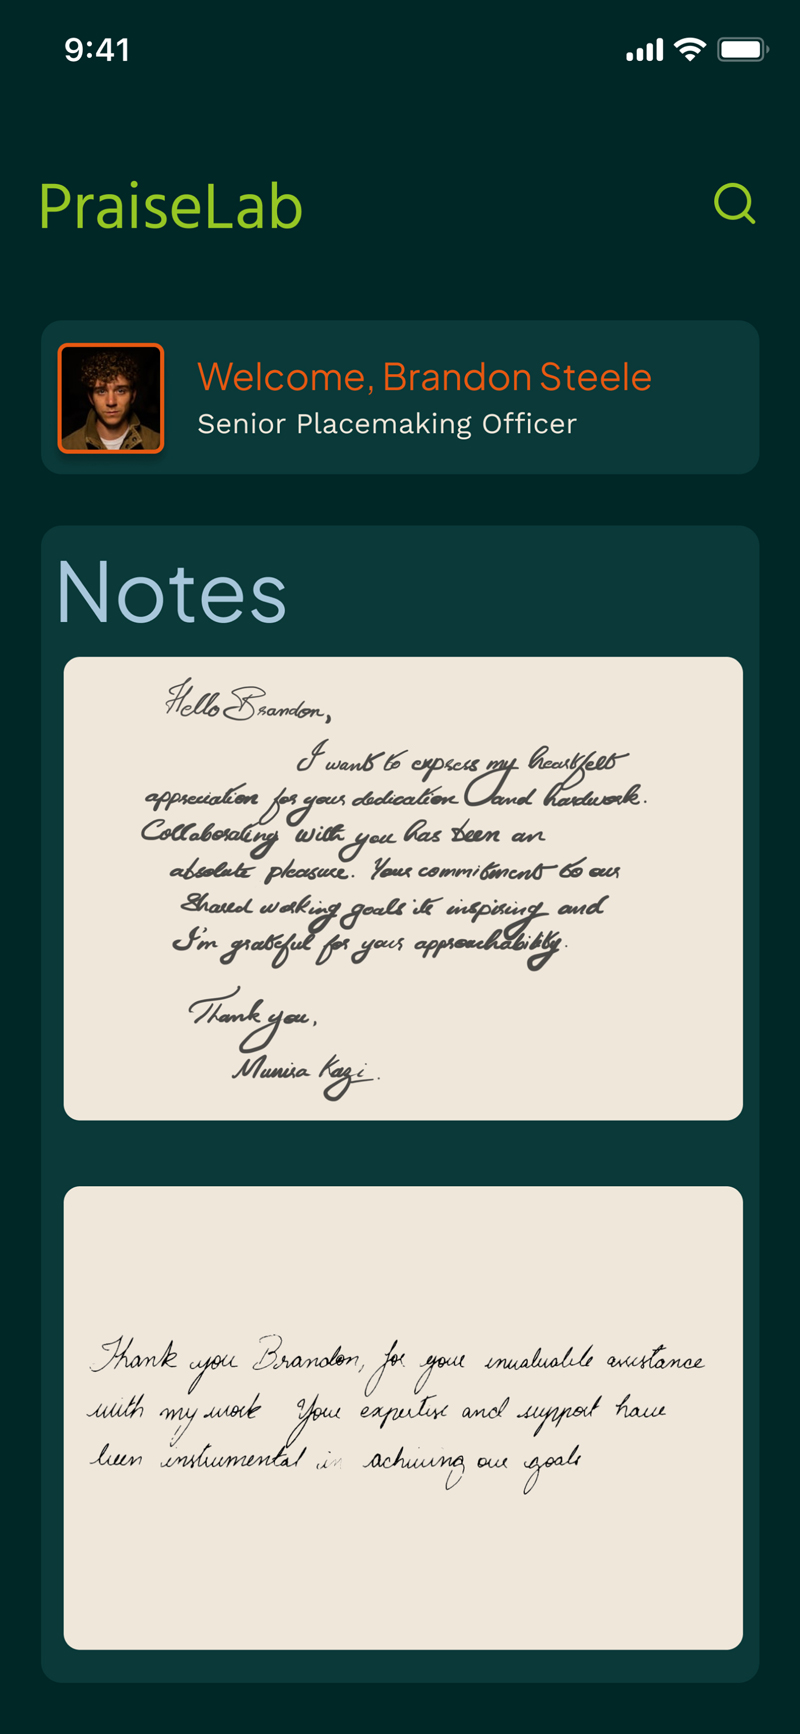 9:41
PraiseLab
Welcome, Brandon Steele
Senior Placemaking Officer
Notes
Hello Brandon,
I want to express my heartfelt
appreciation for your dedication and hardwork.
Collaborating with you has been an
absolute pleasure. Your commitment to our
Shared working goals is inspiring and
I'm grateful for your approachability.
Thank you,
Munisa Kazi.
Thank you Brandon, for your invaluable assistance
with my work Your expertise and support have
been instrumental in achieving our goals